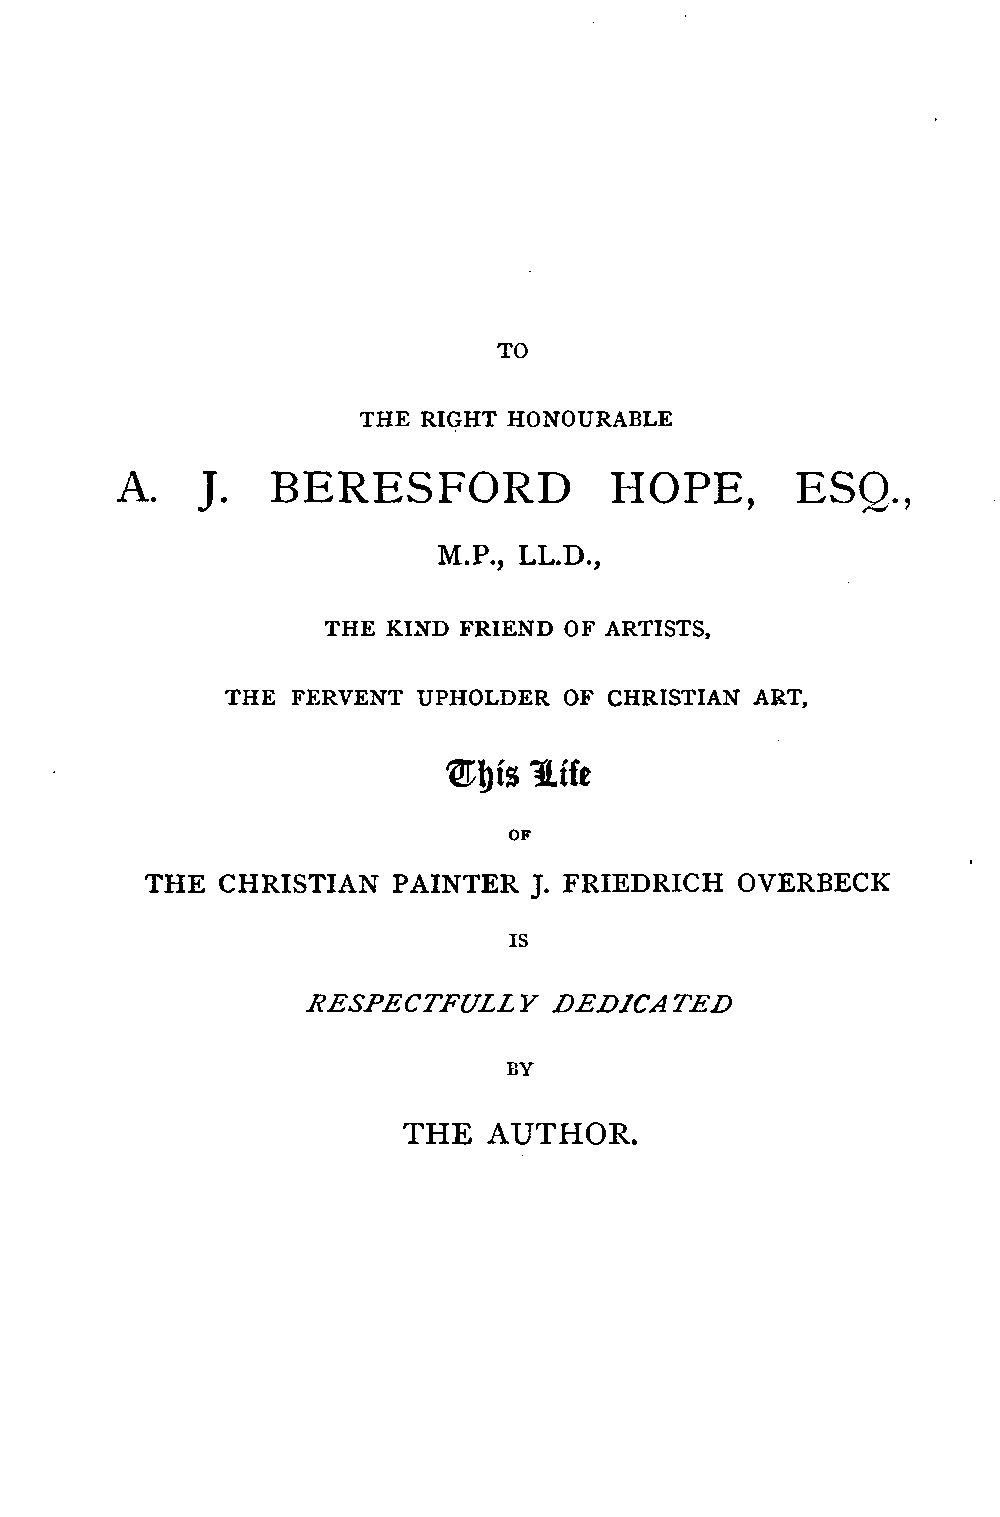 TO
THE RIGHT HONOURABLE
A. J. BERESFORD HOPE, ESQ.,
M.P., LL.D.,
THE KIND FRIEND OF ARTISTS,
THE FERVENT UPHOLDER OF CHRISTIAN ART,
This Life
OF
THE CHRISTIAN PAINTER J. FRIEDRICH OVERBECK
IS
RESPECTFULLY DEDICATED
BY
THE AUTHOR.